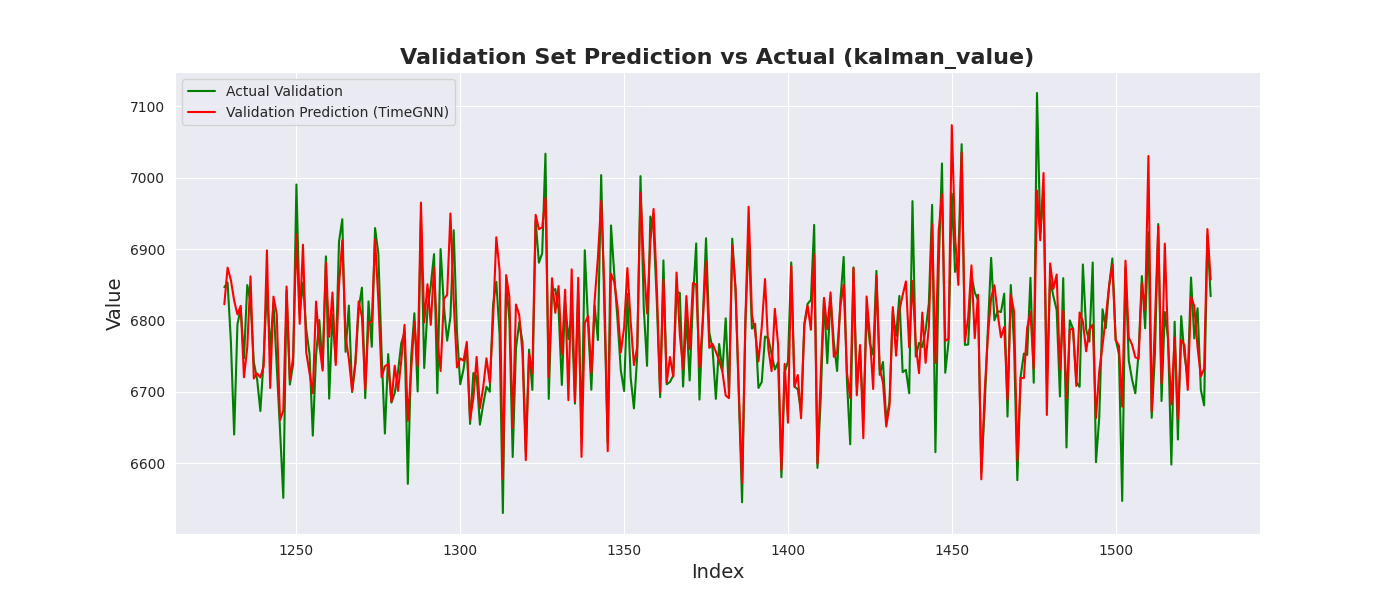 Validation Set Prediction vs Actual (kalman_value)
Actual Validation
Validation Prediction (TimeGNN)
7100
7000
6900
6800
6700
6600
Value
1250 1300 1350 1400 1450 1500
Index